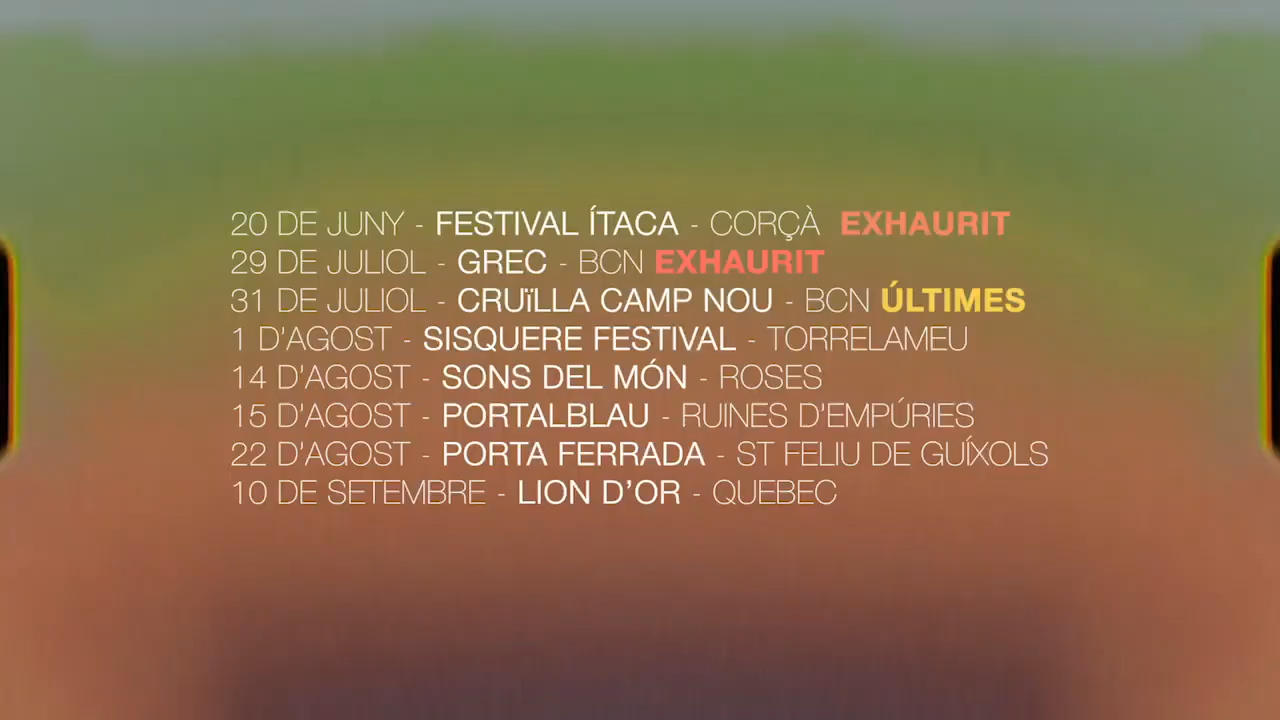 20 DE JUNY - FESTIVAL ÍTACA - CORÇÀ EXHAURIT
29 DE JULIOL - GREC - BCN EXHAURIT
31 DE JULIOL - CRUïLLA CAMP NOU - BCN ÚLTIMES
1 D'AGOST - SISQUERE FESTIVAL - TORRELAMEU
14 D'AGOST - SONS DEL MÓN - ROSES
15 D'AGOST - PORTALBLAU - RUINES D'EMPÚRIES
22 D'AGOST - PORTA FERRADA - ST FELIU DE GUÍXOLS
10 DE SETEMBRE - LION D’OR - QUEBEC